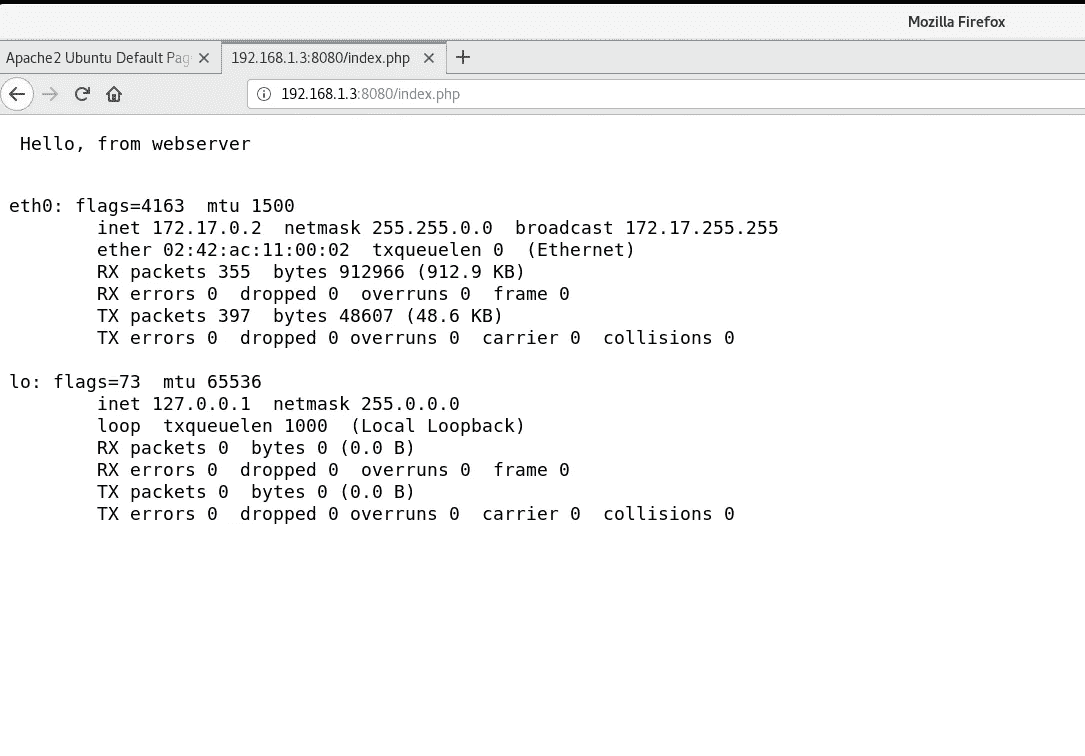 Mozilla Firefox
Apache2 Ubuntu Default Pag
192.168.1.3:8080/index.php
192.168.1.3:8080/index.php
Hello, from webserver
eth0: flags=4163  mtu 1500
        inet 172.17.0.2  netmask 255.255.0.0  broadcast 172.17.255.255
        ether 02:42:ac:11:00:02  txqueuelen 0  (Ethernet)
        RX packets 355  bytes 912966 (912.9 KB)
        RX errors 0  dropped 0  overruns 0  frame 0
        TX packets 397  bytes 48607 (48.6 KB)
        TX errors 0  dropped 0 overruns 0  carrier 0  collisions 0
lo: flags=73  mtu 65536
        inet 127.0.0.1  netmask 255.0.0.0
        loop  txqueuelen 1000  (Local Loopback)
        RX packets 0  bytes 0 (0.0 B)
        RX errors 0  dropped 0  overruns 0  frame 0
        TX packets 0  bytes 0 (0.0 B)
        TX errors 0  dropped 0 overruns 0  carrier 0  collisions 0